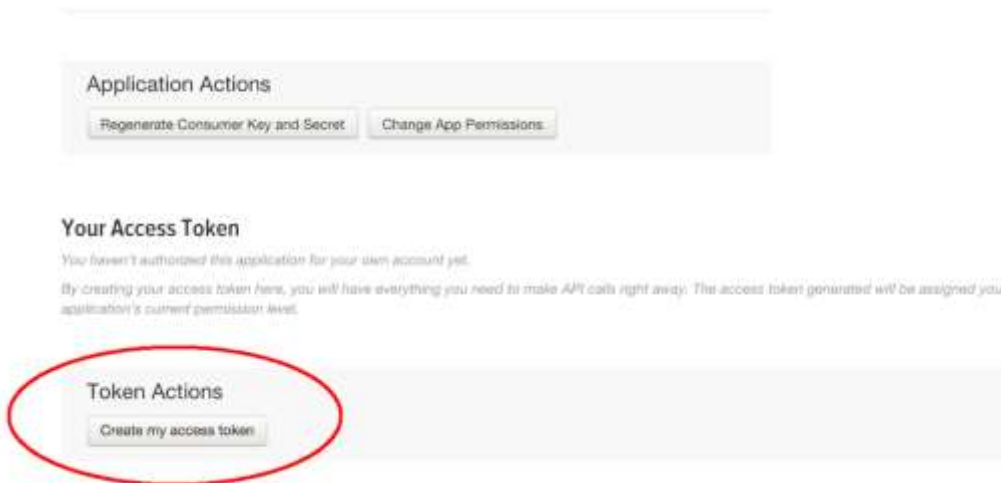 Application Actions
Regenerate Consumer Key and Secret Change App Permissions
Your Access Token
You haven't authorized this application for your own account yet.
By creating your access token here, you will have everything you need to make API calls right away. The access token generated will be assigned you
application's current permission level.
Token Actions
Create my access token